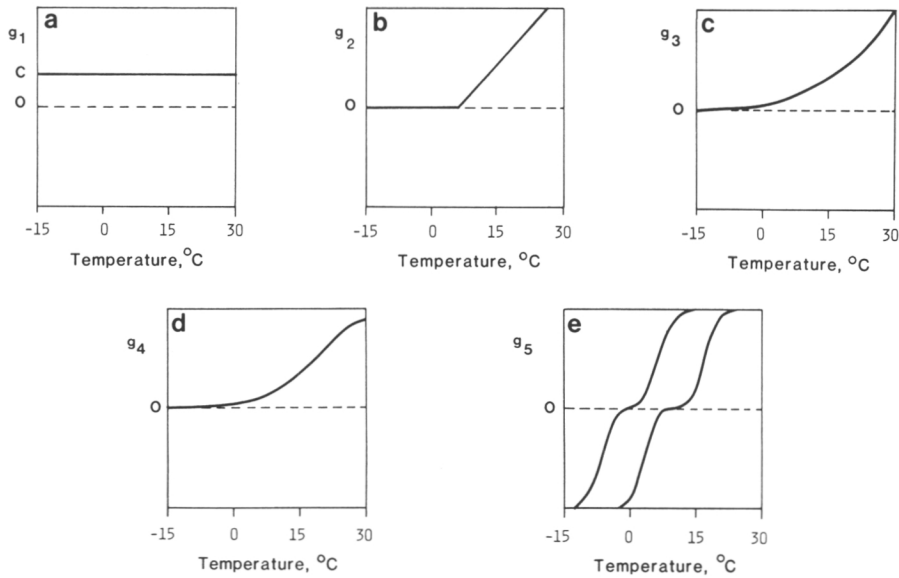 a
g1
C
O
-15 0 15 30
Temperature, °C
b
g2
O
-15 0 15 30
Temperature, °C
c
g3
O
-15 0 15 30
Temperature, °C
d
g4
O
-15 0 15 30
Temperature, °C
e
g5
O
-15 0 15 30
Temperature, °C